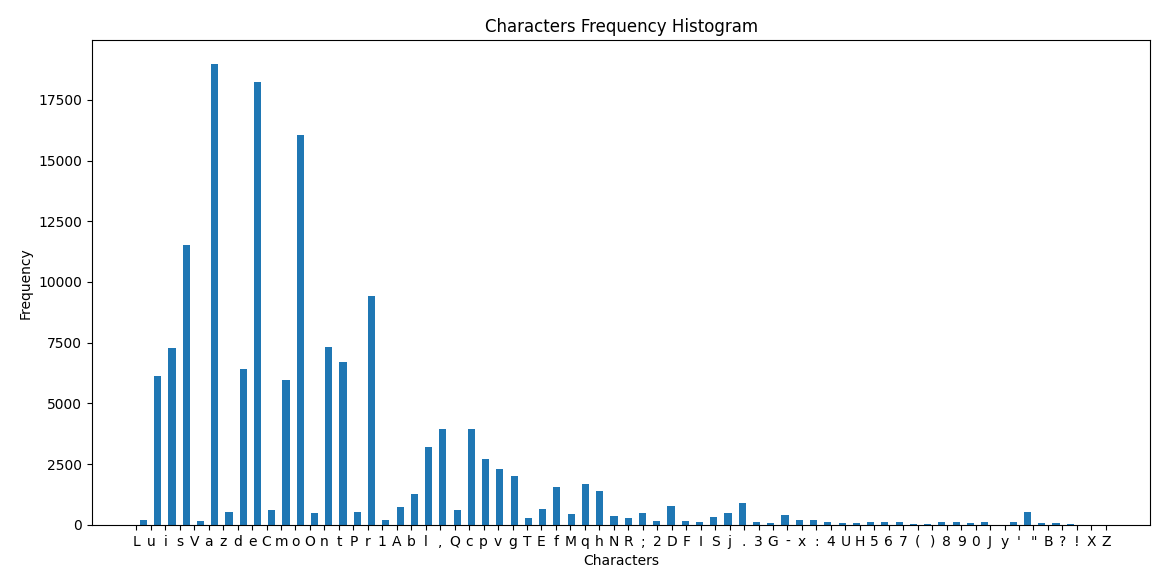 Characters Frequency Histogram
17500
15000
12500
10000
7500
5000
2500
0
Frequency
L u i s V a z d e C m o O n t P r 1 A b l , Q c p v g T E f M q h N R ; 2 D F I S j . 3 G - x : 4 U H 5 6 7 ( ) 8 9 0 J y ' " B ? ! X Z
Characters